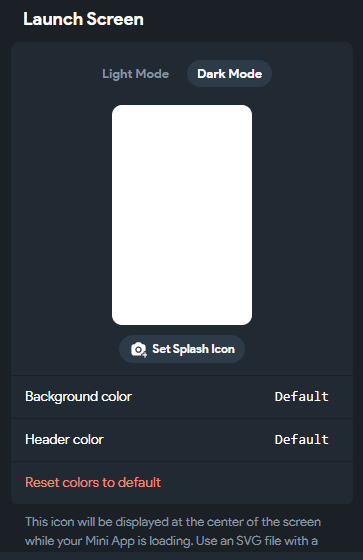 Launch Screen
Light Mode Dark Mode
Set Splash Icon
Background color Default
Header color Default
Reset colors to default
This icon will be displayed at the center of the screen
while your Mini App is loading. Use an SVG file with a